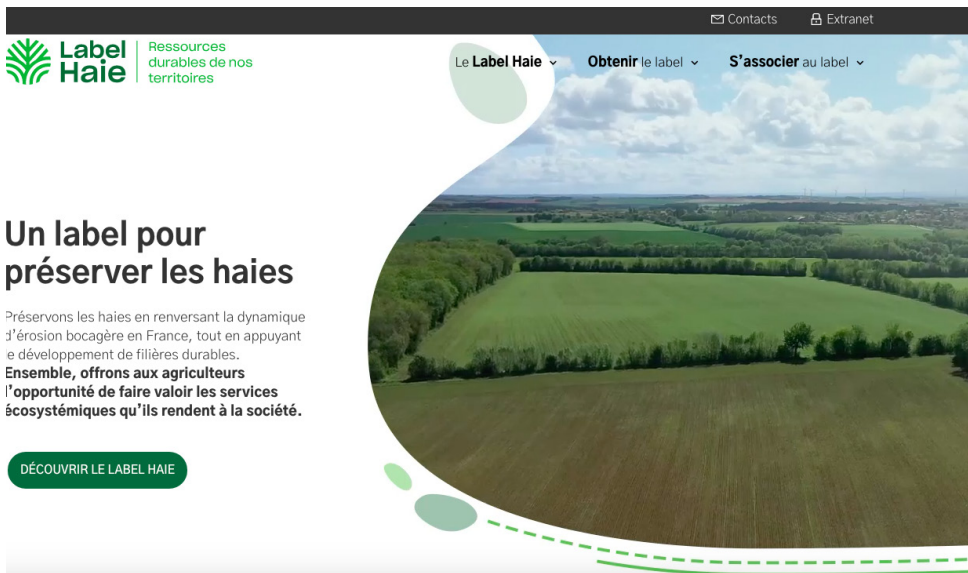 Contacts
Extranet
Label
Haie
Ressources
durables de nos
territoires
Le Label Haie
Obtenir le label
S'associer au label
Un label pour
préserver les haies
Préservons les haies en renversant la dynamique
d'érosion bocagère en France, tout en appuyant
le développement de filières durables.
Ensemble, offrons aux agriculteurs
l'opportunité de faire valoir les services
écosystémiques qu'ils rendent à la société.
DÉCOUVRIR LE LABEL HAIE